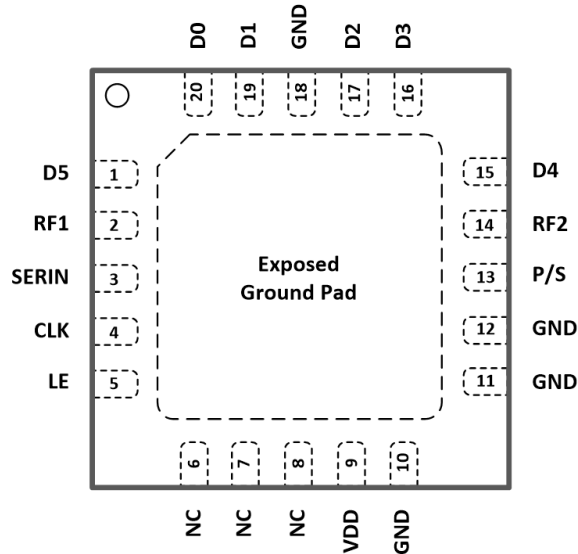 D0 D1 GND D2 D3
20 19 18 17 16
D5 1 15 D4
RF1 2 14 RF2
Exposed
Ground Pad
SERIN 3 13 P/S
CLK 4 12 GND
LE 5 11 GND
6 7 8 9 10
NC NC NC VDD GND